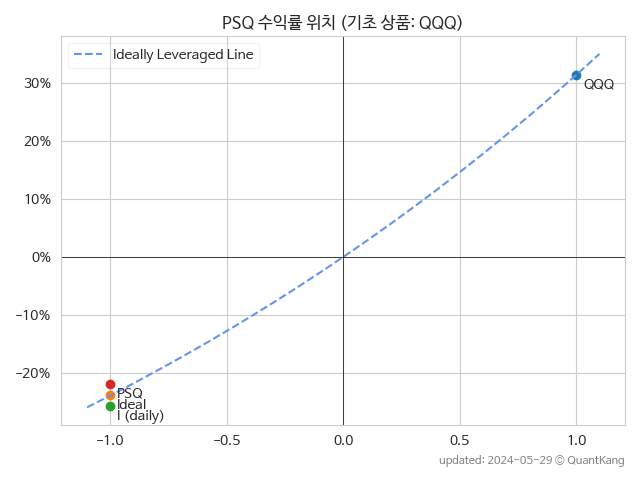 PSQ 수익률 위치 (기초 상품: QQQ)
Ideally Leveraged Line
30%
20%
10%
0%
-10%
-20%
QQQ
PSQ
Ideal
I (daily)
-1.0 -0.5 0.0 0.5 1.0
updated: 2024-05-29 © QuantKang